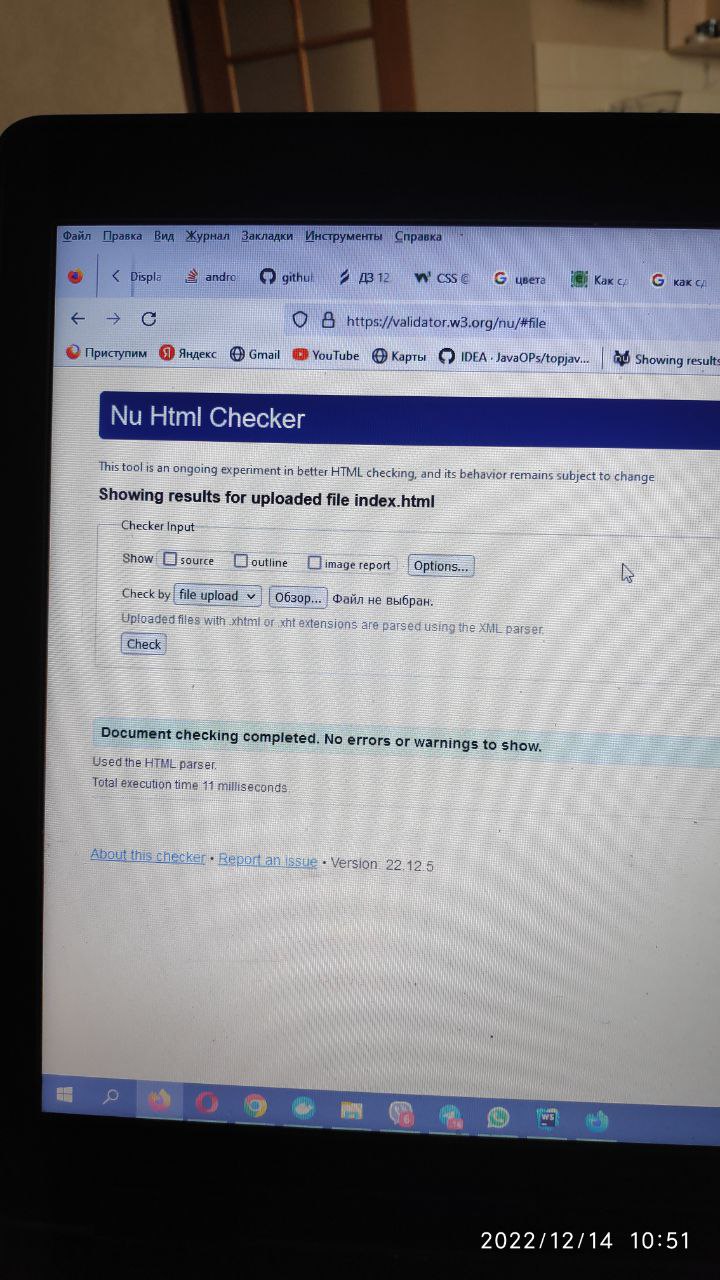 Файл Правка Вид Журнал Закладки Инструменты Справка
Displa andro github ДЗ 12 CSS цвета Как сд как сд
https://validator.w3.org/nu/#file
Приступим Яндекс Gmail YouTube Карты IDEA · JavaOPs/topjav... Showing results
Nu Html Checker
This tool is an ongoing experiment in better HTML checking, and its behavior remains subject to change
Showing results for uploaded file index.html
Checker Input
Show source outline image report Options...
Check by file upload Обзор... Файл не выбран.
Uploaded files with .xhtml or .xht extensions are parsed using the XML parser.
Check
Document checking completed. No errors or warnings to show.
Used the HTML parser.
Total execution time 11 milliseconds.
About this checker • Report an issue • Version: 22.12.5
2022/12/14 10:51